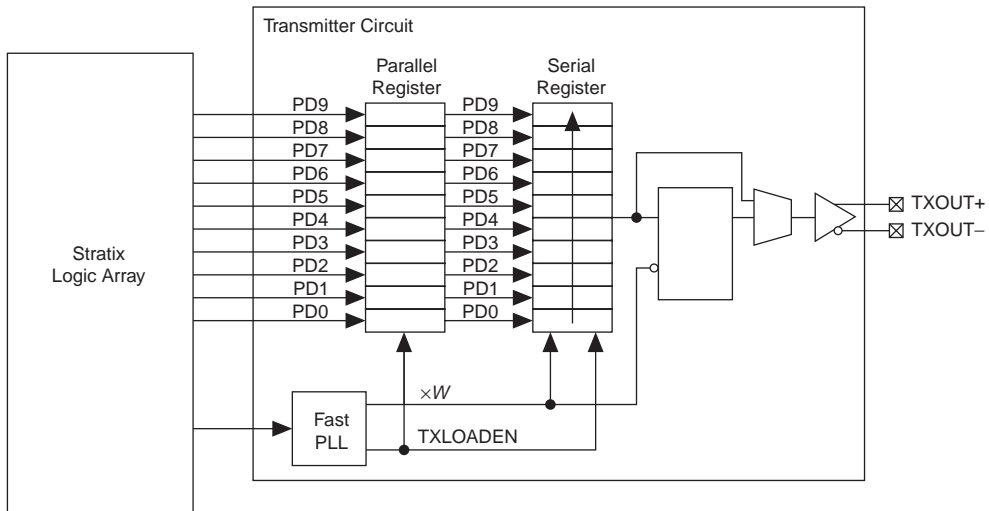 Transmitter Circuit
Parallel
Register
Serial
Register
PD9
PD8
PD7
PD6
PD5
PD4
PD3
PD2
PD1
PD0
PD9
PD8
PD7
PD6
PD5
PD4
PD3
PD2
PD1
PD0
Stratix
Logic Array
TXOUT+
TXOUT−
×W
Fast
PLL
TXLOADEN